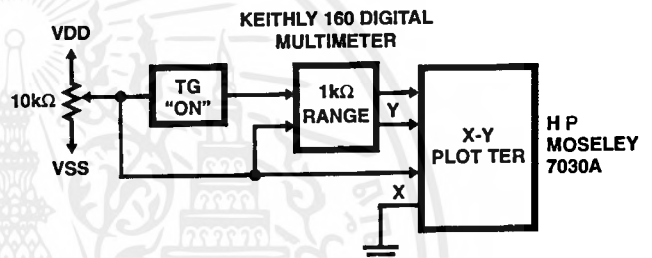 KEITHLY 160 DIGITAL
MULTIMETER
VDD
10kΩ
VSS
TG
"ON"
1kΩ
RANGE
Y
X
X-Y
PLOT TER
H P
MOSELEY
7030A